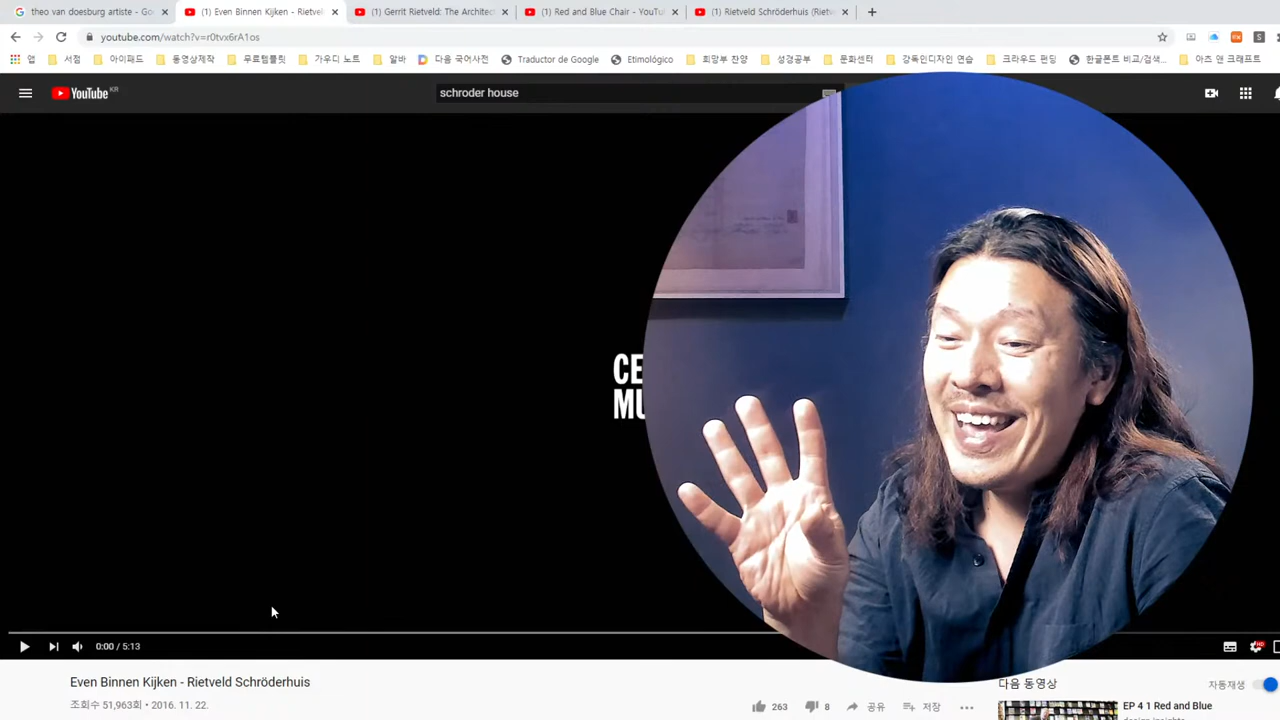 theo van doesburg artiste - Go
(1) Even Binnen Kijken - Rietvel
(1) Gerrit Rietveld: The Architec
(1) Red and Blue Chair - YouTu
(1) Rietveld Schröderhuis (Rietv
youtube.com/watch?v=r0tvx6rA1os
앱
서점
아이패드
동영상제작
무료템플릿
가우디 노트
알바
다음 국어사전
Traductor de Google
Etimológico
희망부 찬양
성경공부
문화센터
강독인디자인 연습
크라우드 펀딩
한글폰트 비교/검색...
아즈 앤 크래프트
YouTube KR
schroder house
CE
MU
0:00 / 5:13
Even Binnen Kijken - Rietveld Schröderhuis
조회수 51,963회 • 2016. 11. 22.
263
8
공유
저장
다음 동영상
자동재생
EP 4 1 Red and Blue